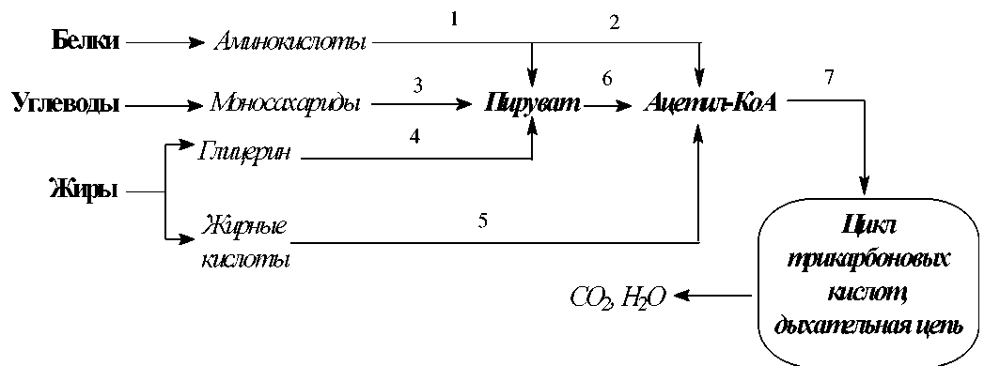 1 2
Белки Аминокислоты
3 6 7
Углеводы Моносахариды Пируват Ацетил-КоА
4
Глицерин
Жиры
5
Жирные
кислоты
Цикл
трикарбоновых
кислот,
дыхательная цепь
CO2, H2O